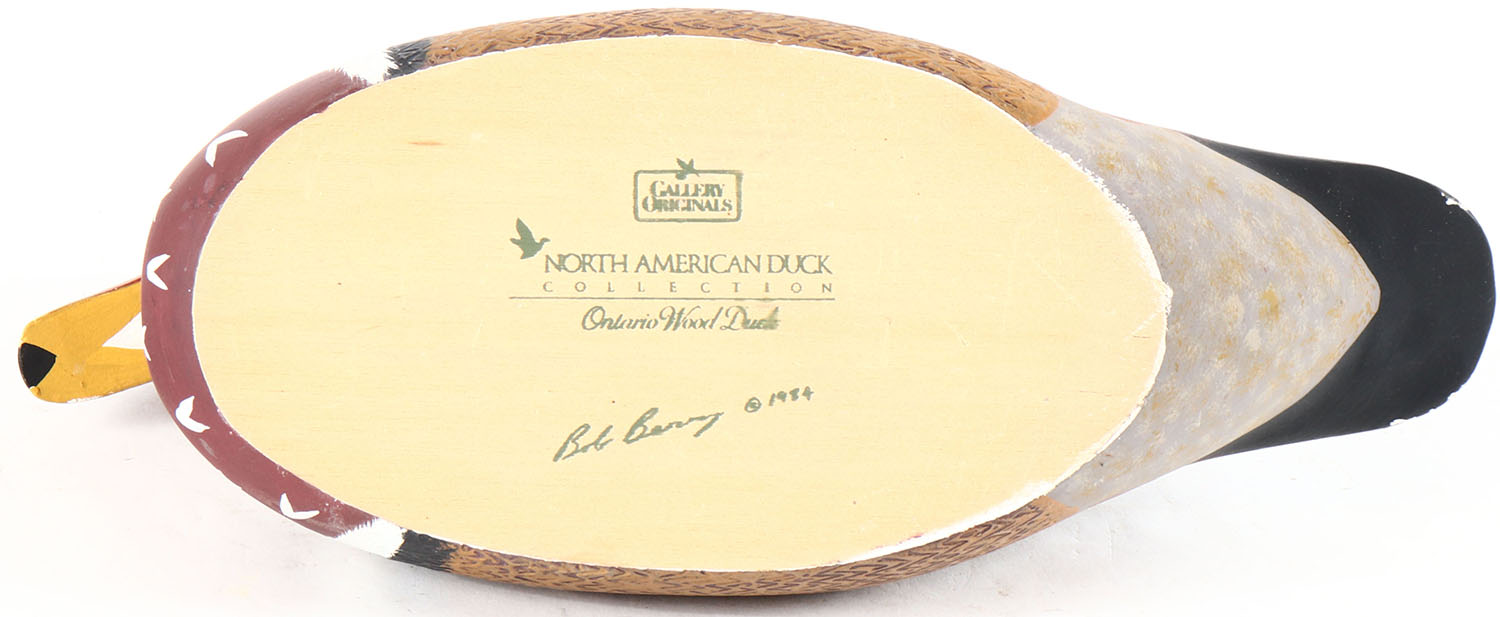 GALLERY
ORIGINALS
NORTH AMERICAN DUCK
COLLECTION
Ontario Wood Duck
Bob Berry © 1984